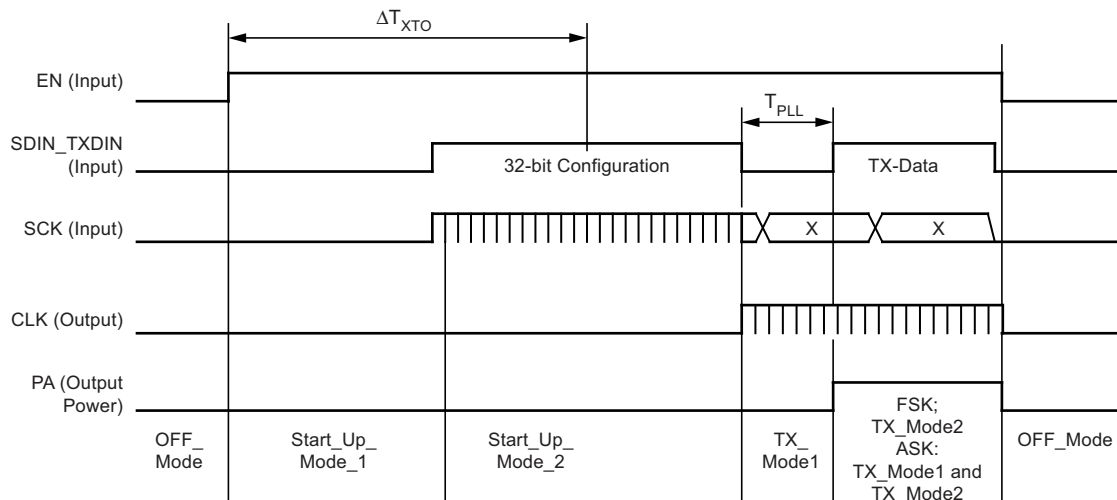 ΔT_XTO
EN (Input)
T_PLL
SDIN_TXDIN
(Input)
32-bit Configuration
TX-Data
SCK (Input)
X
X
CLK (Output)
PA (Output
Power)
OFF_
Mode
Start_Up_
Mode_1
Start_Up_
Mode_2
TX_
Mode1
FSK;
TX_Mode2
ASK:
TX_Mode1 and
TX_Mode2
OFF_Mode